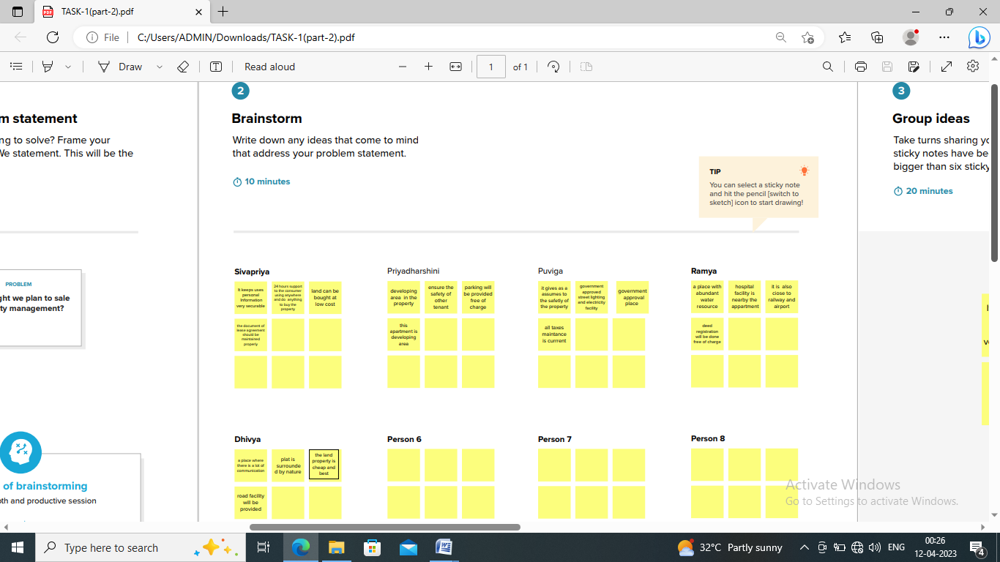 TASK-1(part-2).pdf
File
C:/Users/ADMIN/Downloads/TASK-1(part-2).pdf
Draw
Read aloud
1
of 1
m statement
ng to solve? Frame your
We statement. This will be the
PROBLEM
ght we plan to sale
ty management?
of brainstorming
oth and productive session
2
Brainstorm
Write down any ideas that come to mind
that address your problem statement.
10 minutes
TIP
You can select a sticky note
and hit the pencil [switch to
sketch] icon to start drawing!
Sivapriya
It keeps uses
personal
Information
very securable
24 hours support
to the consumer
using anywhere
and do anything
to buy the
property
land can be
bought at
low cost
the document of
lease agreement
should be
maintained
properly
Priyadharshini
developing
area in the
property
ensure the
safety of
other
tenant
parking will
be provided
free of
charge
this
apartment is
developing
area
Puviga
it gives as a
assumes to
the safetly of
the property
government
approved
street lighting
and electricity
facility
government
approval
place
all taxes
maintance
is currrent
Ramya
a place with
abundant
water
resource
hospital
facility is
nearby the
appartment
it is also
close to
railway and
airport
deed
registration
will be done
free of charge
Dhivya
a place where
there is a lot of
communication
plat is
surrounde
d by nature
the land
property is
cheap and
best
road facility
will be
provided
Person 6
Person 7
Person 8
3
Group ideas
Take turns sharing yo
sticky notes have be
bigger than six sticky
20 minutes
Activate Windows
Go to Settings to activate Windows.
Type here to search
32°C Partly sunny
ENG
00:26
12-04-2023
4